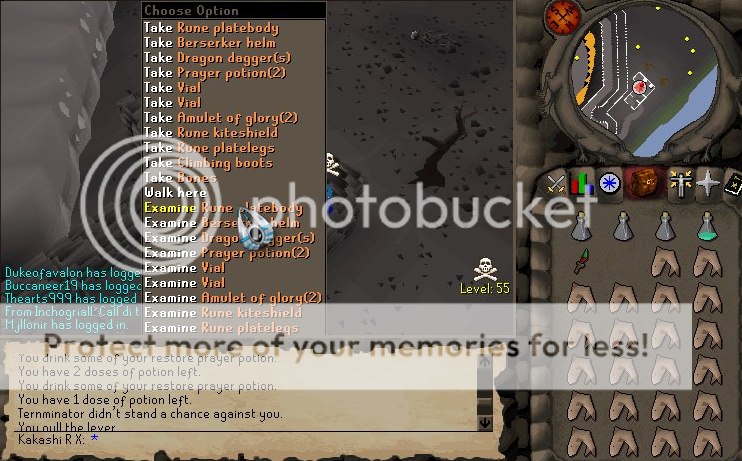 Choose Option
Take Rune platebody
Take Berserker helm
Take Dragon dagger(s)
Take Prayer potion(2)
Take Vial
Take Vial
Take Amulet of glory(2)
Take Rune kiteshield
Take Rune platelegs
Take Climbing boots
Take Bones
Walk here
Examine Rune platebody
Examine Berserker helm
Examine Dragon dagger(s)
Examine Prayer potion(2)
Examine Vial
Examine Vial
Examine Amulet of glory(2)
Examine Rune kiteshield
Examine Rune platelegs
photobucket
Protect more of your memories for less!
Level: 55
Dukeofavalon has logge
Buccaneer19 has logged
Thearts999 has logged
From Inchogriall: Call di t
Mjllonir has logged in.
You drink some of your restore prayer potion.
You have 2 doses of potion left.
You drink some of your restore prayer potion.
You have 1 dose of potion left.
Ternminator didn't stand a chance against you.
You pull the lever
Kakashi R X: *